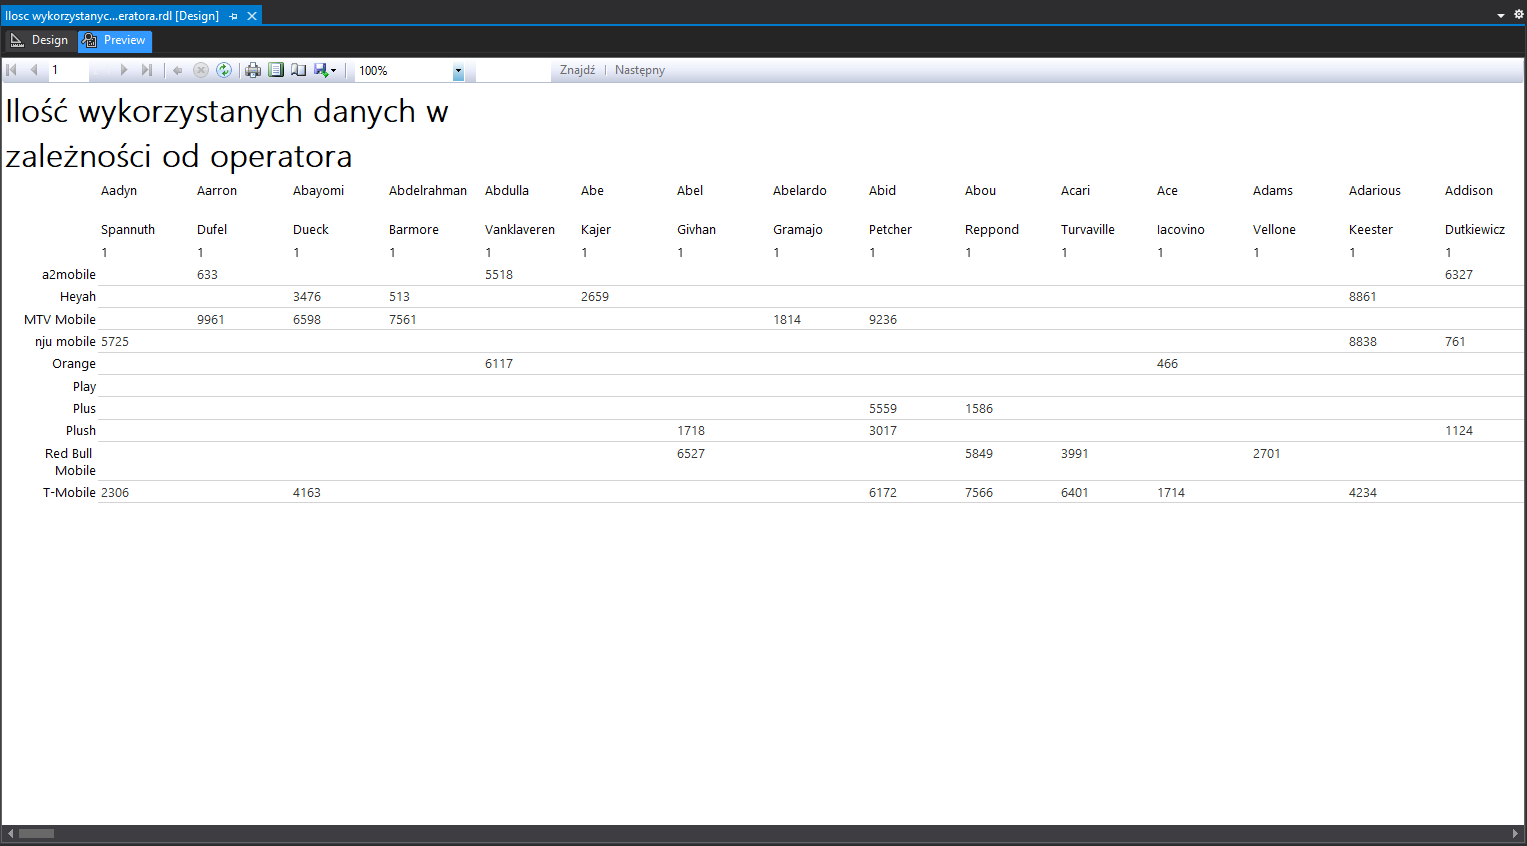 Ilosc wykorzystanyc...eratora.rdl [Design]
Design Preview
1 100% Znajdź Następny
Ilość wykorzystanych danych w
zależności od operatora
Aadyn Aarron Abayomi Abdelrahman Abdulla Abe Abel Abelardo Abid Abou Acari Ace Adams Adarious Addison
Spannuth Dufel Dueck Barmore Vanklaveren Kajer Givhan Gramajo Petcher Reppond Turvaville Iacovino Vellone Keester Dutkiewicz
1 1 1 1 1 1 1 1 1 1 1 1 1 1 1
a2mobile 633 5518 6327
Heyah 3476 513 2659 8861
MTV Mobile 9961 6598 7561 1814 9236
nju mobile 5725 8838 761
Orange 6117 466
Play
Plus 5559 1586
Plush 1718 3017 1124
Red Bull 6527 5849 3991 2701
Mobile
T-Mobile 2306 4163 6172 7566 6401 1714 4234